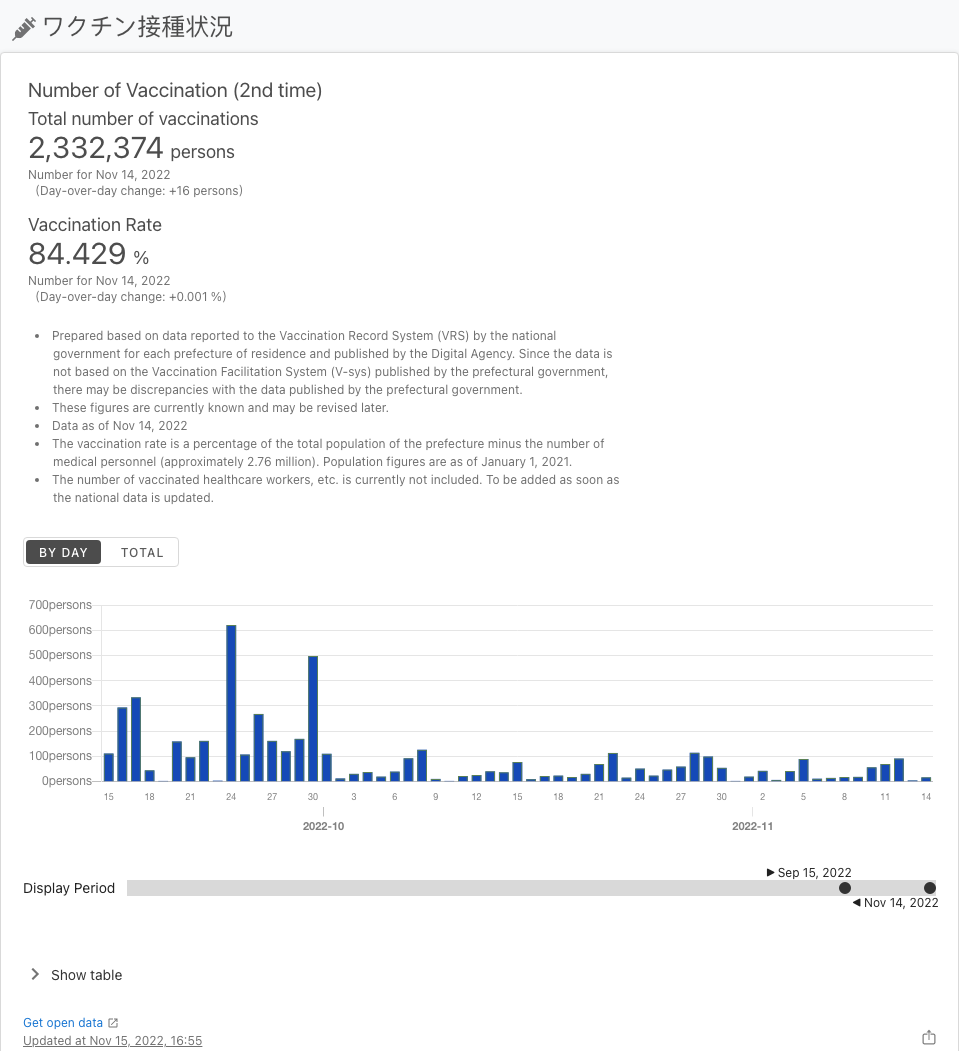 ワクチン接種状況
Number of Vaccination (2nd time)
Total number of vaccinations
2,332,374 persons
Number for Nov 14, 2022
(Day-over-day change: +16 persons)
Vaccination Rate
84.429 %
Number for Nov 14, 2022
(Day-over-day change: +0.001 %)
• Prepared based on data reported to the Vaccination Record System (VRS) by the national
government for each prefecture of residence and published by the Digital Agency. Since the data is
not based on the Vaccination Facilitation System (V-sys) published by the prefectural government,
there may be discrepancies with the data published by the prefectural government.
• These figures are currently known and may be revised later.
• Data as of Nov 14, 2022
• The vaccination rate is a percentage of the total population of the prefecture minus the number of
medical personnel (approximately 2.76 million). Population figures are as of January 1, 2021.
• The number of vaccinated healthcare workers, etc. is currently not included. To be added as soon as
the national data is updated.
BY DAY TOTAL
700persons
600persons
500persons
400persons
300persons
200persons
100persons
0persons
15 18 21 24 27 30 3 6 9 12 15 18 21 24 27 30 2 5 8 11 14
2022-10 2022-11
Sep 15, 2022
Display Period
Nov 14, 2022
Show table
Get open data
Updated at Nov 15, 2022, 16:55